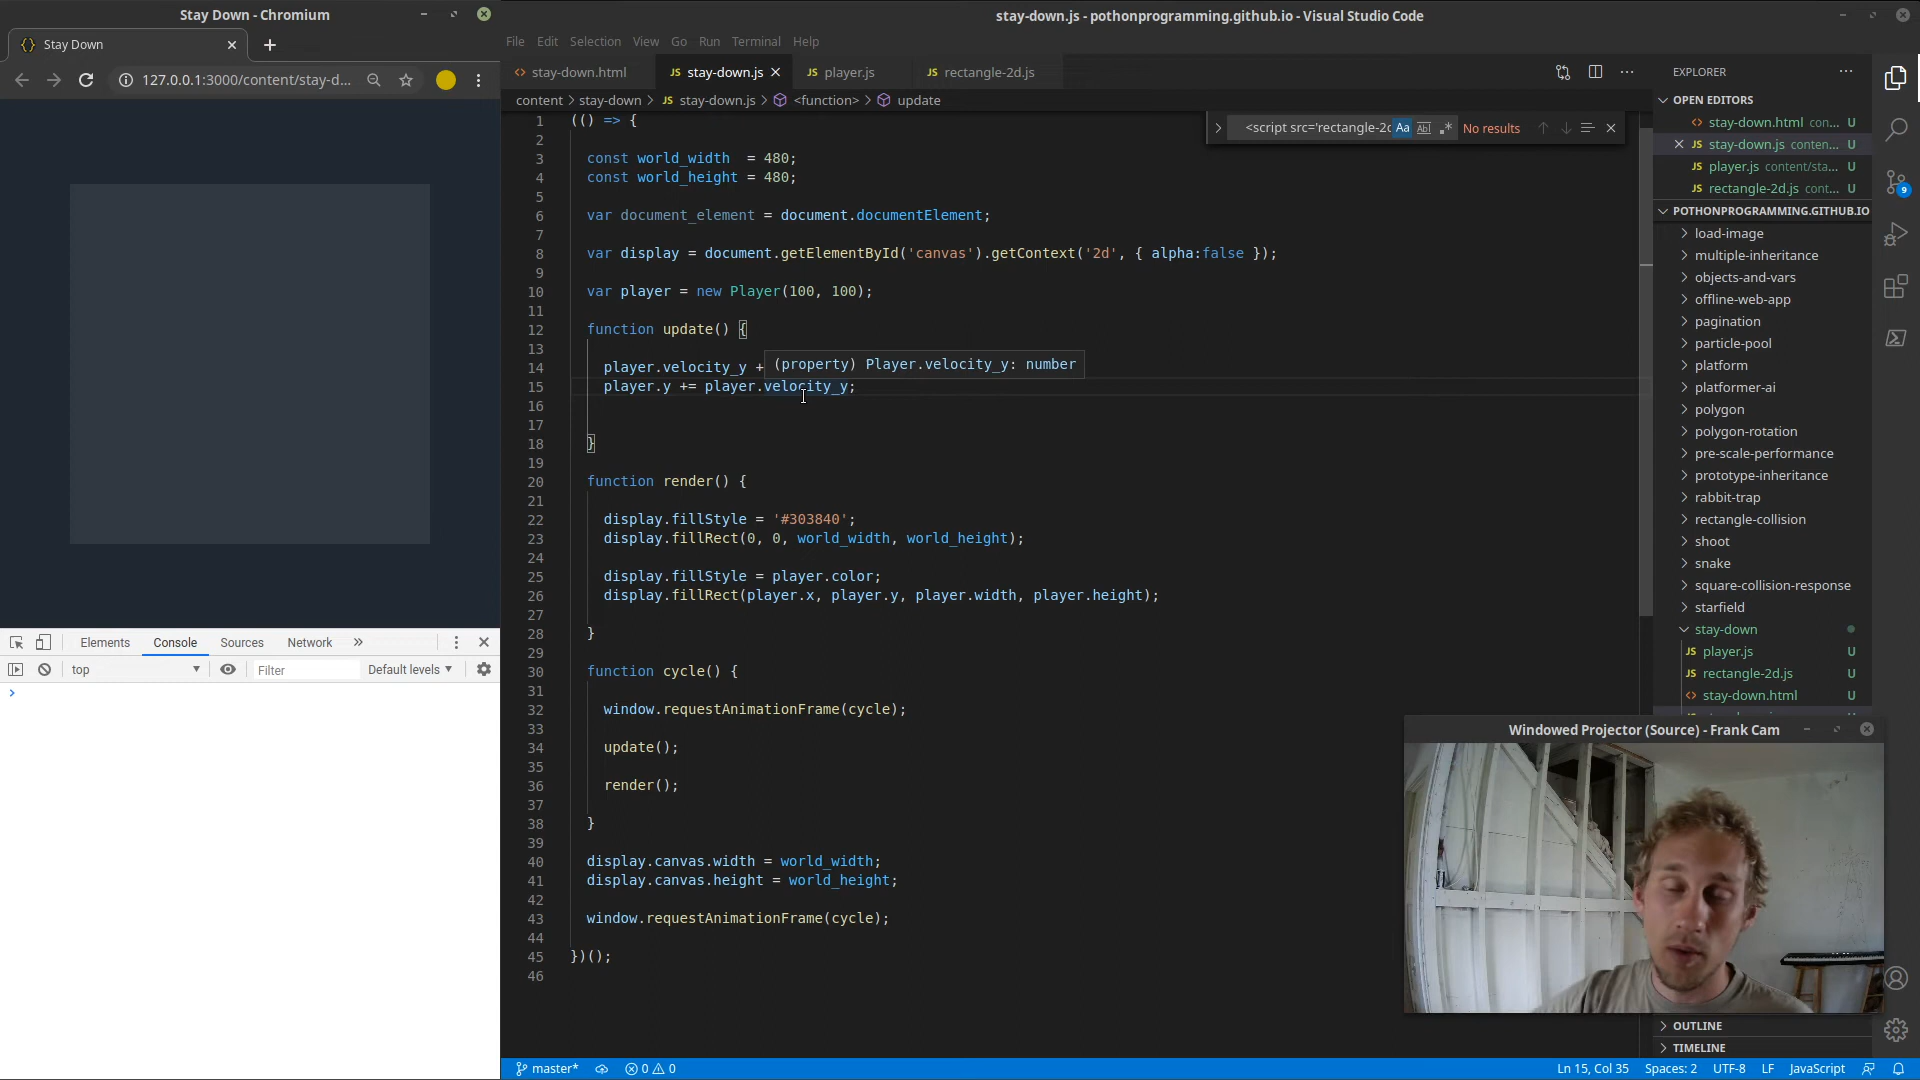 Stay Down - Chromium
Stay Down
127.0.0.1:3000/content/stay-d...
Elements Console Sources Network
top Filter Default levels
stay-down.js - pothonprogramming.github.io - Visual Studio Code
File Edit Selection View Go Run Terminal Help
stay-down.html JS stay-down.js JS player.js JS rectangle-2d.js
content > stay-down > JS stay-down.js > <function> > update
<script src='rectangle-2d Aa Abl .* No results
1 (() => {
2
3 const world_width = 480;
4 const world_height = 480;
5
6 var document_element = document.documentElement;
7
8 var display = document.getElementById('canvas').getContext('2d', { alpha:false });
9
10 var player = new Player(100, 100);
11
12 function update() {
13
14 player.velocity_y +
(property) Player.velocity_y: number
15 player.y += player.velocity_y;
16
17
18 }
19
20 function render() {
21
22 display.fillStyle = '#303840';
23 display.fillRect(0, 0, world_width, world_height);
24
25 display.fillStyle = player.color;
26 display.fillRect(player.x, player.y, player.width, player.height);
27
28 }
29
30 function cycle() {
31
32 window.requestAnimationFrame(cycle);
33
34 update();
35
36 render();
37
38 }
39
40 display.canvas.width = world_width;
41 display.canvas.height = world_height;
42
43 window.requestAnimationFrame(cycle);
44
45 })();
46
EXPLORER
OPEN EDITORS
stay-down.html con... U
JS stay-down.js conten... U
JS player.js content/sta... U
JS rectangle-2d.js cont... U
POTHONPROGRAMMING.GITHUB.IO
load-image
multiple-inheritance
objects-and-vars
offline-web-app
pagination
particle-pool
platform
platformer-ai
polygon
polygon-rotation
pre-scale-performance
prototype-inheritance
rabbit-trap
rectangle-collision
shoot
snake
square-collision-response
starfield
stay-down
JS player.js U
JS rectangle-2d.js U
stay-down.html U
Windowed Projector (Source) - Frank Cam
OUTLINE
TIMELINE
9
master* 0 0 Ln 15, Col 35 Spaces: 2 UTF-8 LF JavaScript